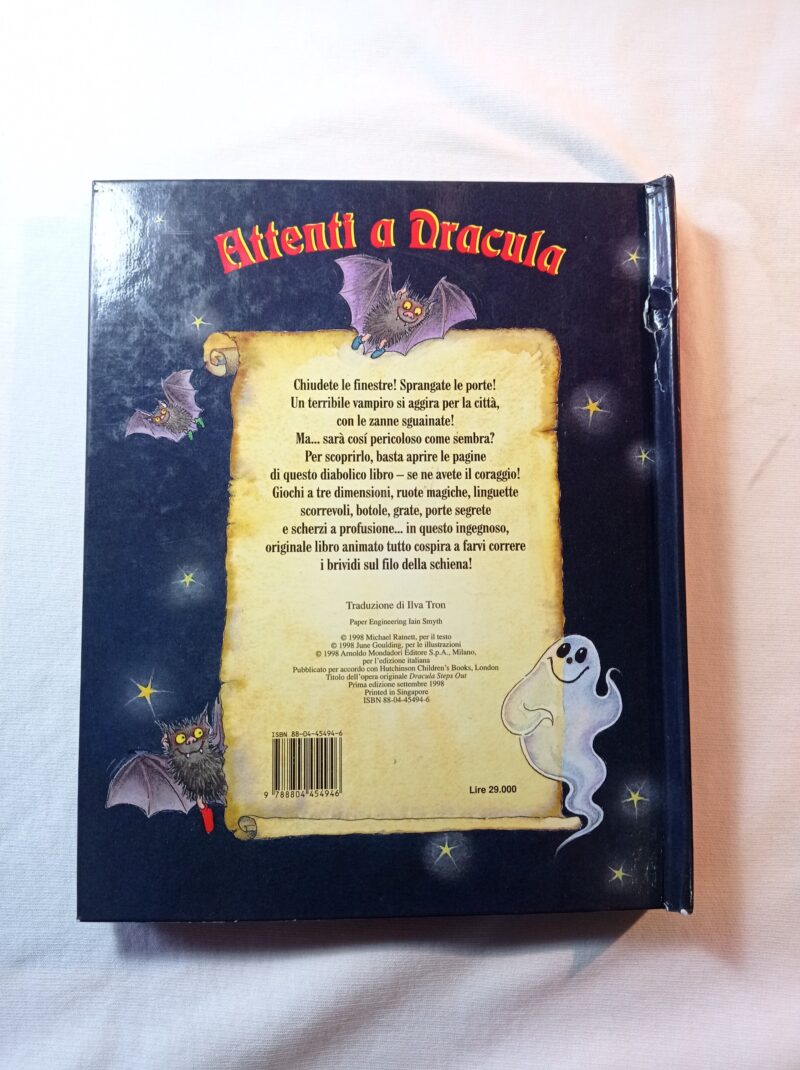 Attenti a Dracula
Chiudete le finestre! Sprangate le porte!
Un terribile vampiro si aggira per la città,
con le zanne sguainate!
Ma... sarà cosí pericoloso come sembra?
Per scoprirlo, basta aprire le pagine
di questo diabolico libro – se ne avete il coraggio!
Giochi a tre dimensioni, ruote magiche, linguette
scorrevoli, botole, grate, porte segrete
e scherzi a profusione... in questo ingegnoso,
originale libro animato tutto cospira a farvi correre
i brividi sul filo della schiena!
Traduzione di Ilva Tron
Paper Engineering Iain Smyth
© 1998 Michael Ratnett, per il testo
© 1998 June Goulding, per le illustrazioni
© 1998 Arnoldo Mondadori Editore S.p.A., Milano,
per l'edizione italiana
Pubblicato per accordo con Hutchinson Children's Books, London
Titolo dell'opera originale Dracula Steps Out
Prima edizione settembre 1998
Printed in Singapore
ISBN 88-04-45494-6
ISBN 88-04-45494-6
9 788804 454946
Lire 29.000